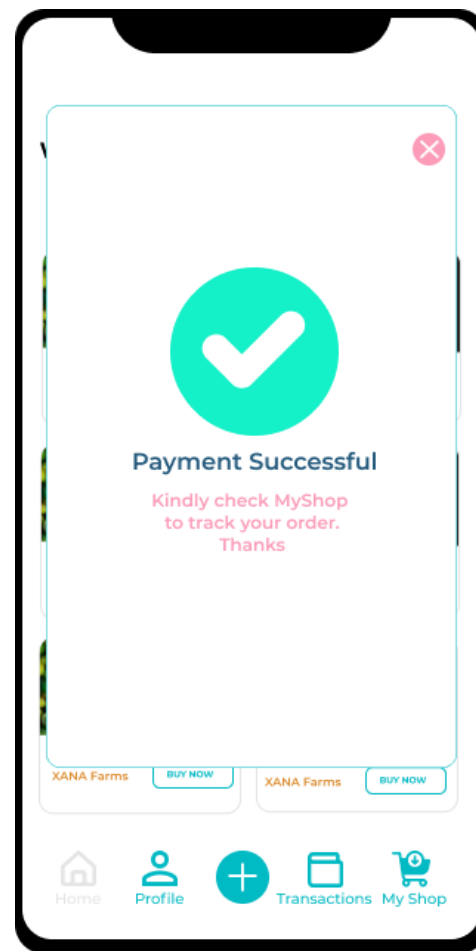 Payment Successful
Kindly check MyShop
to track your order.
Thanks
XANA Farms
BUY NOW
XANA Farms
BUY NOW
Home
Profile
Transactions
My Shop